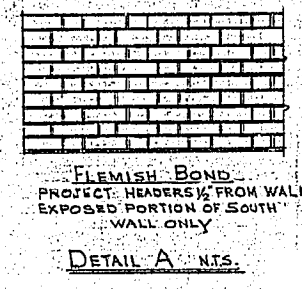 FLEMISH BOND
PROJECT HEADERS ½" FROM WALL
EXPOSED PORTION OF SOUTH
WALL ONLY
DETAIL A N.T.S.